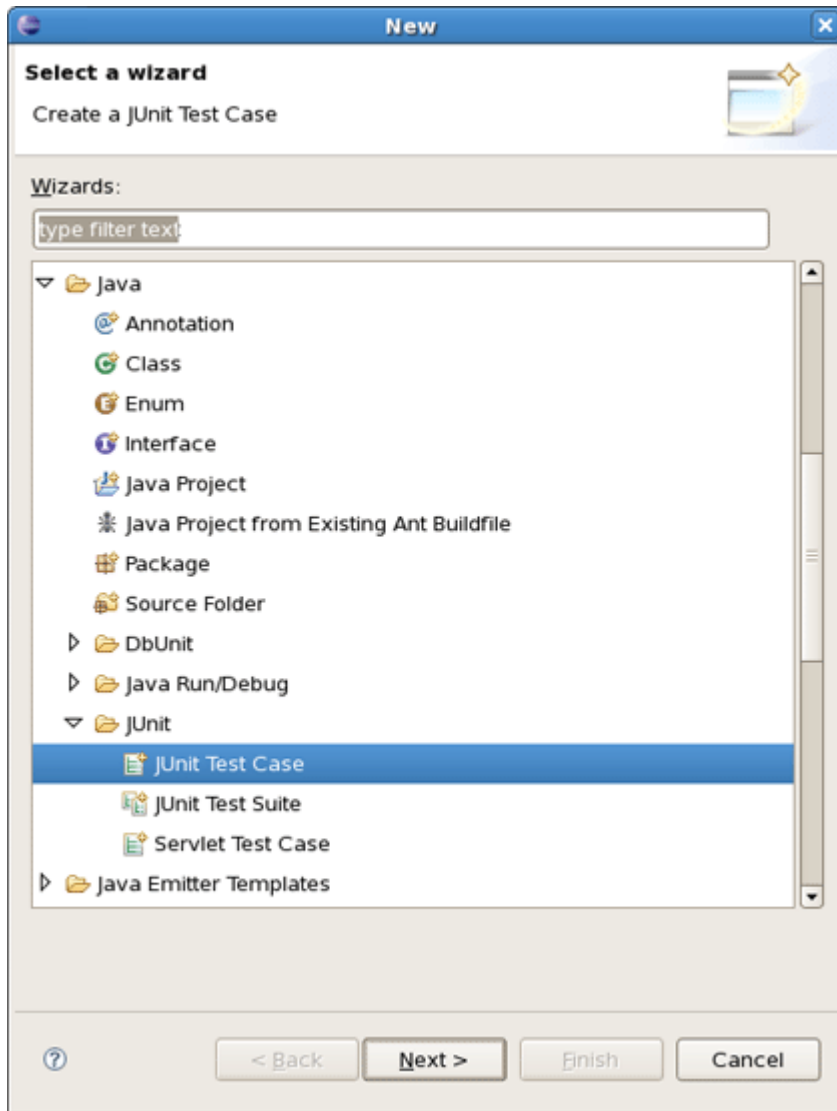 New
Select a wizard
Create a JUnit Test Case
Wizards:
type filter text
Java
Annotation
Class
Enum
Interface
Java Project
Java Project from Existing Ant Buildfile
Package
Source Folder
DbUnit
Java Run/Debug
JUnit
JUnit Test Case
JUnit Test Suite
Servlet Test Case
Java Emitter Templates
< Back Next > Finish Cancel